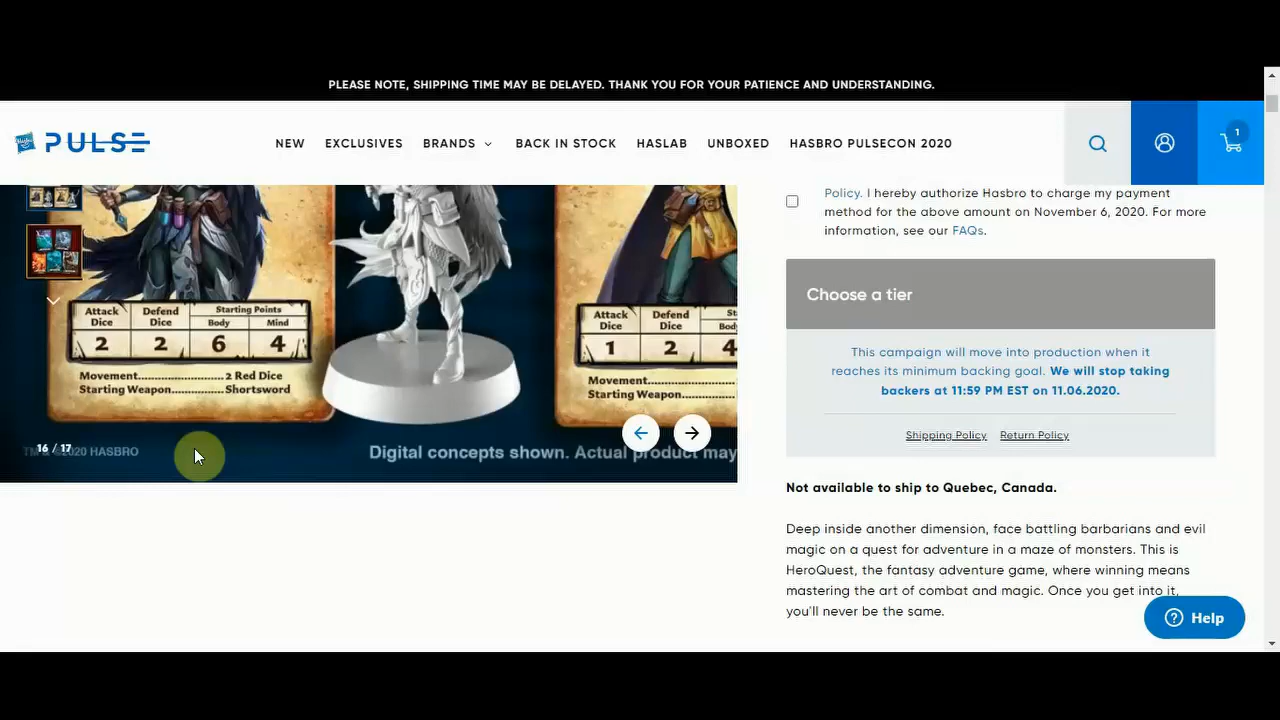 PLEASE NOTE, SHIPPING TIME MAY BE DELAYED. THANK YOU FOR YOUR PATIENCE AND UNDERSTANDING.
Hasbro PULSE
NEW EXCLUSIVES BRANDS BACK IN STOCK HASLAB UNBOXED HASBRO PULSECON 2020
1
Attack Dice 2
Defend Dice 2
Starting Points
Body 6
Mind 4
Movement..................... 2 Red Dice
Starting Weapon........... Shortsword
Attack Dice 1
Defend Dice 2
4
Movement
Starting Weapon
16 / 17
TM & ©2020 HASBRO
Digital concepts shown. Actual product may
Policy. I hereby authorize Hasbro to charge my payment
method for the above amount on November 6, 2020. For more
information, see our FAQs.
Choose a tier
This campaign will move into production when it
reaches its minimum backing goal. We will stop taking
backers at 11:59 PM EST on 11.06.2020.
Shipping Policy Return Policy
Not available to ship to Quebec, Canada.
Deep inside another dimension, face battling barbarians and evil
magic on a quest for adventure in a maze of monsters. This is
HeroQuest, the fantasy adventure game, where winning means
mastering the art of combat and magic. Once you get into it,
you'll never be the same.
Help